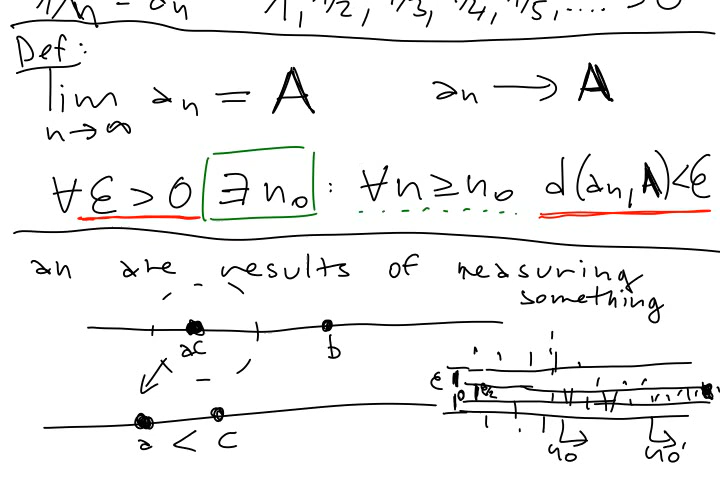 1/n = an 1, 1/2, 1/3, 1/4, 1/5, .... > 0
Def:
lim an = A an → A
n→∞
∀ε>0 ∃n₀: ∀n≥n₀ d(an, A)<ε
an are results of measuring
something
ac b
ε
a < c n₀ n₀'